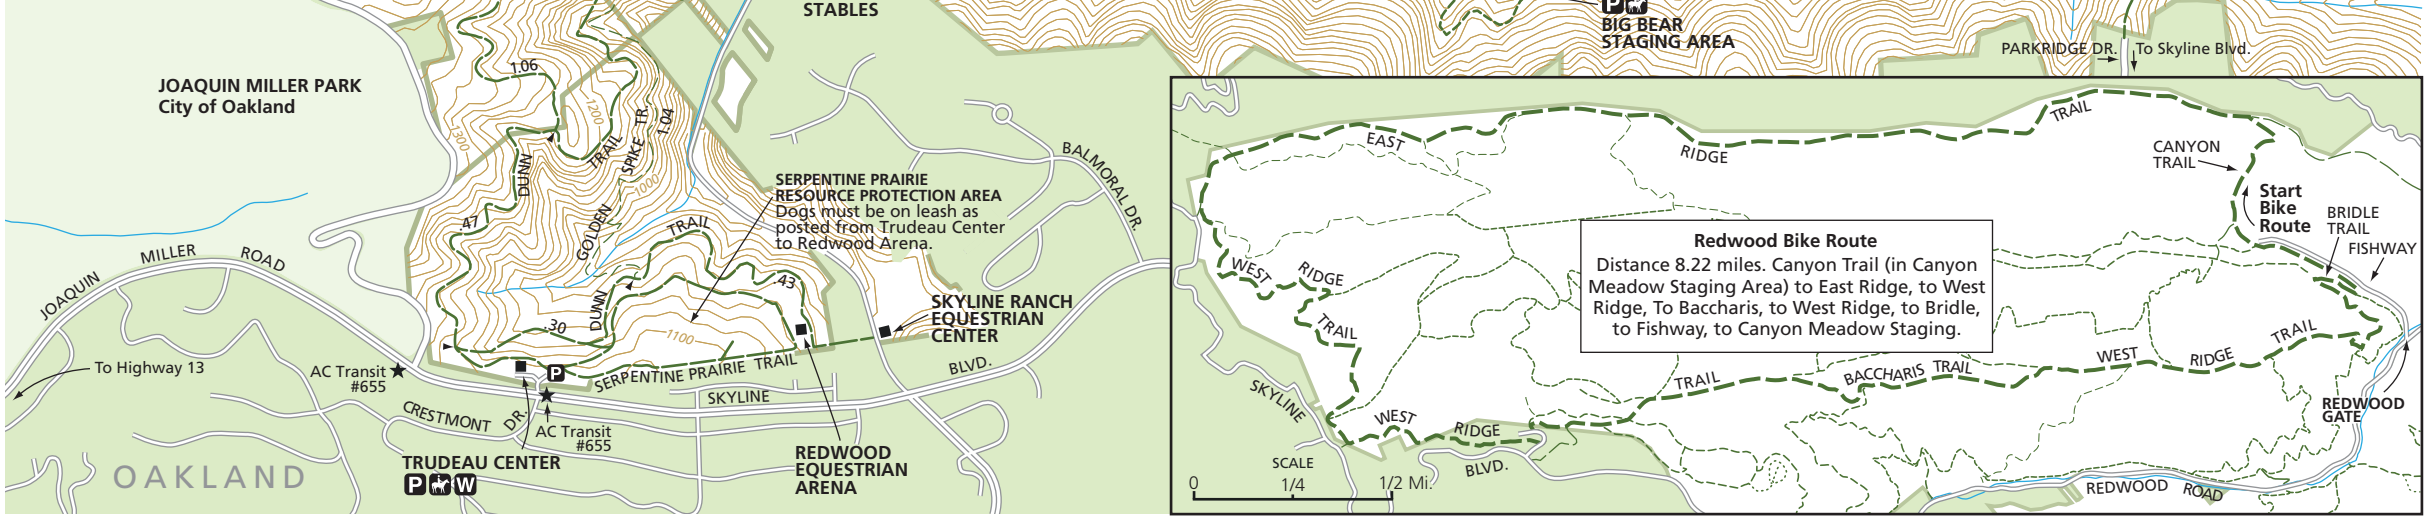 STABLES
P
BIG BEAR
STAGING AREA
PARKRIDGE DR.
To Skyline Blvd.
JOAQUIN MILLER PARK
City of Oakland
1.06
1300
1200
DUNN
TRAIL
GOLDEN
SPIKE
TR.
1.04
1000
.47
SERPENTINE PRAIRIE
RESOURCE PROTECTION AREA
Dogs must be on leash as
posted from Trudeau Center
to Redwood Arena.
BALMORAL DR.
JOAQUIN
MILLER
ROAD
DUNN
TRAIL
.43
.30
1100
SKYLINE RANCH
EQUESTRIAN
CENTER
To Highway 13
AC Transit
#655
P
SERPENTINE PRAIRIE TRAIL
SKYLINE
BLVD.
CRESTMONT
DR.
AC Transit
#655
TRUDEAU CENTER
P
W
REDWOOD
EQUESTRIAN
ARENA
OAKLAND
EAST
RIDGE
TRAIL
CANYON
TRAIL
Start
Bike
Route
BRIDLE
TRAIL
FISHWAY
Redwood Bike Route
Distance 8.22 miles. Canyon Trail (in Canyon
Meadow Staging Area) to East Ridge, to West
Ridge, To Baccharis, to West Ridge, to Bridle,
to Fishway, to Canyon Meadow Staging.
WEST
RIDGE
TRAIL
WEST
RIDGE
TRAIL
BACCHARIS TRAIL
WEST
RIDGE
TRAIL
SKYLINE
BLVD.
REDWOOD
GATE
REDWOOD ROAD
SCALE
0
1/4
1/2 Mi.